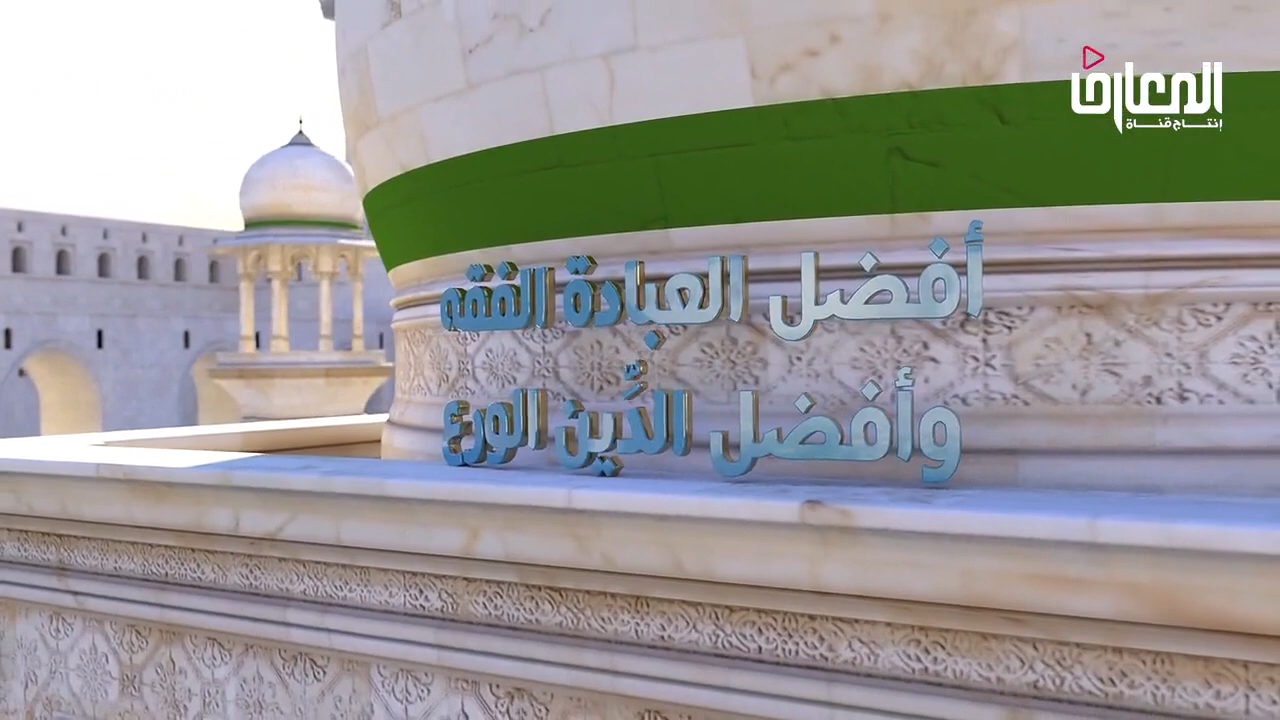 المعارف
إنتاج قناة
أفضل العبادة الفقه
وأفضل الدِّين الورع